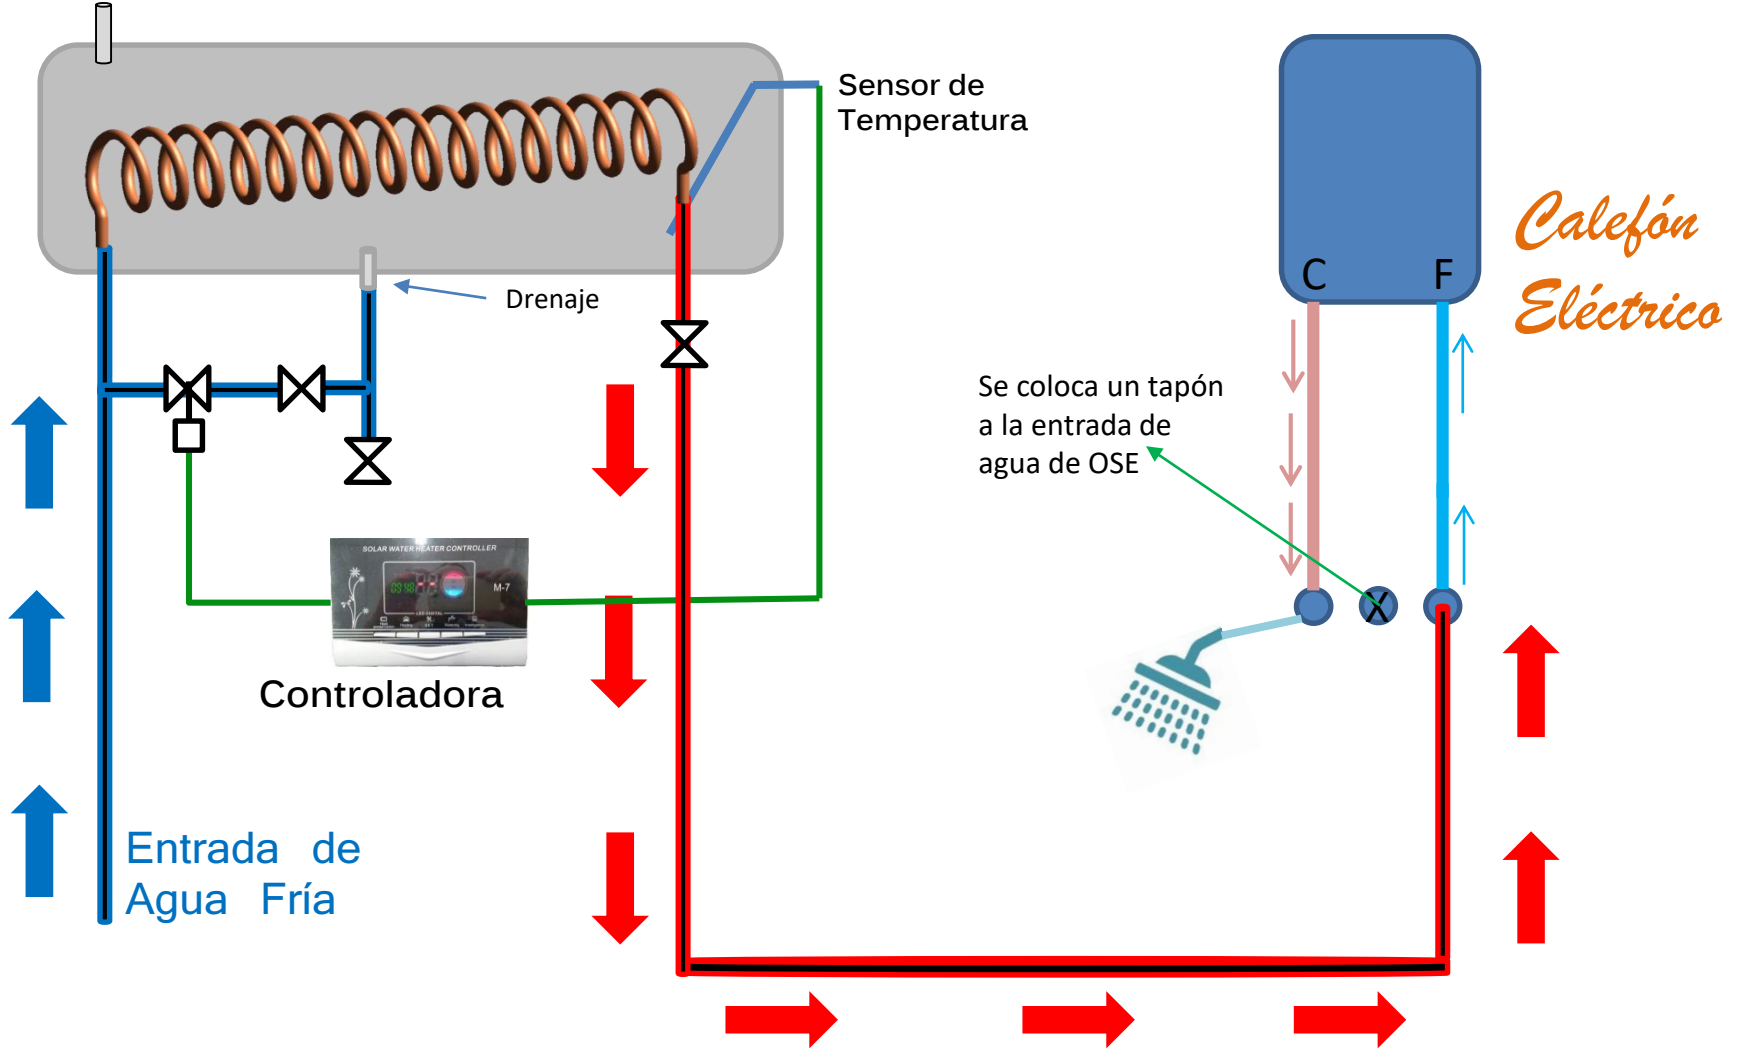 Sensor de
Temperatura
Calefón
Eléctrico
C
F
Drenaje
Se coloca un tapón
a la entrada de
agua de OSE
SOLAR WATER HEATER CONTROLLER
M-7
X
Controladora
Entrada de
Agua Fría